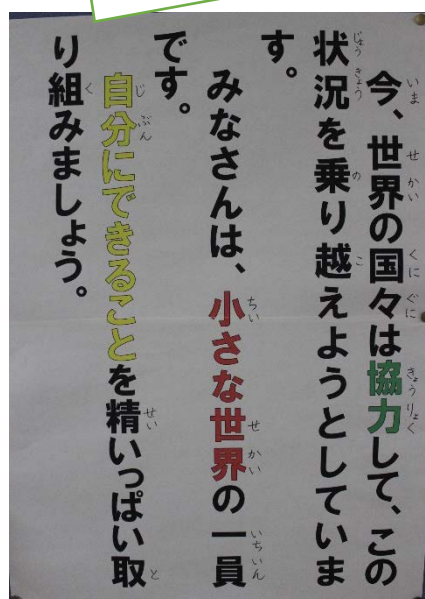 今、世界の国々は協力して、この
状況を乗り越えようとしていま
す。
みなさんは、小さな世界の一員
です。
自分にできることを精いっぱい取
り組みましょう。